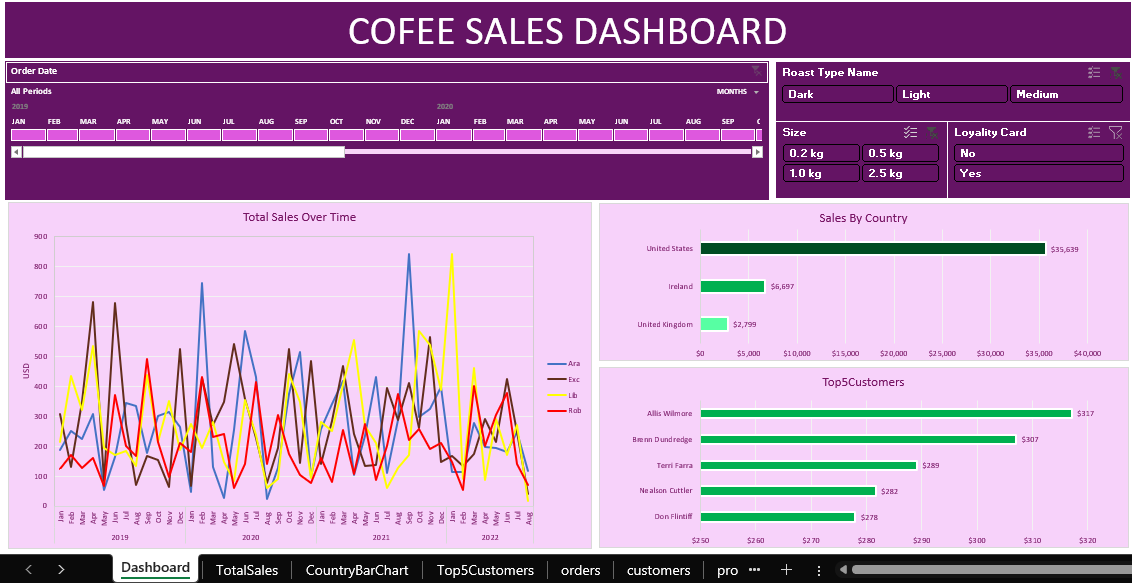 COFEE SALES DASHBOARD
Order Date
All Periods MONTHS
2019 2020
JAN FEB MAR APR MAY JUN JUL AUG SEP OCT NOV DEC JAN FEB MAR APR MAY JUN JUL AUG SEP
Roast Type Name
Dark Light Medium
Size
0.2 kg 0.5 kg
1.0 kg 2.5 kg
Loyality Card
No
Yes
Total Sales Over Time
900
800
700
600
500
400
300
200
100
0
USD
Jan Feb Mar Apr May Jun Jul Aug Sep Oct Nov Dec Jan Feb Mar Apr May Jun Jul Aug Sep Oct Nov Dec Jan Feb Mar Apr May Jun Jul Aug Sep Oct Nov Dec Jan Feb Mar Apr May Jun Jul Aug
2019 2020 2021 2022
Ara
Exc
Lib
Rob
Sales By Country
United States $35,639
Ireland $6,697
United Kingdom $2,799
$0 $5,000 $10,000 $15,000 $20,000 $25,000 $30,000 $35,000 $40,000
Top5Customers
Allis Wilmore $317
Brenn Dundredge $307
Terri Farra $289
Nealson Cuttler $282
Don Flintiff $278
$250 $260 $270 $280 $290 $300 $310 $320
Dashboard TotalSales CountryBarChart Top5Customers orders customers pro